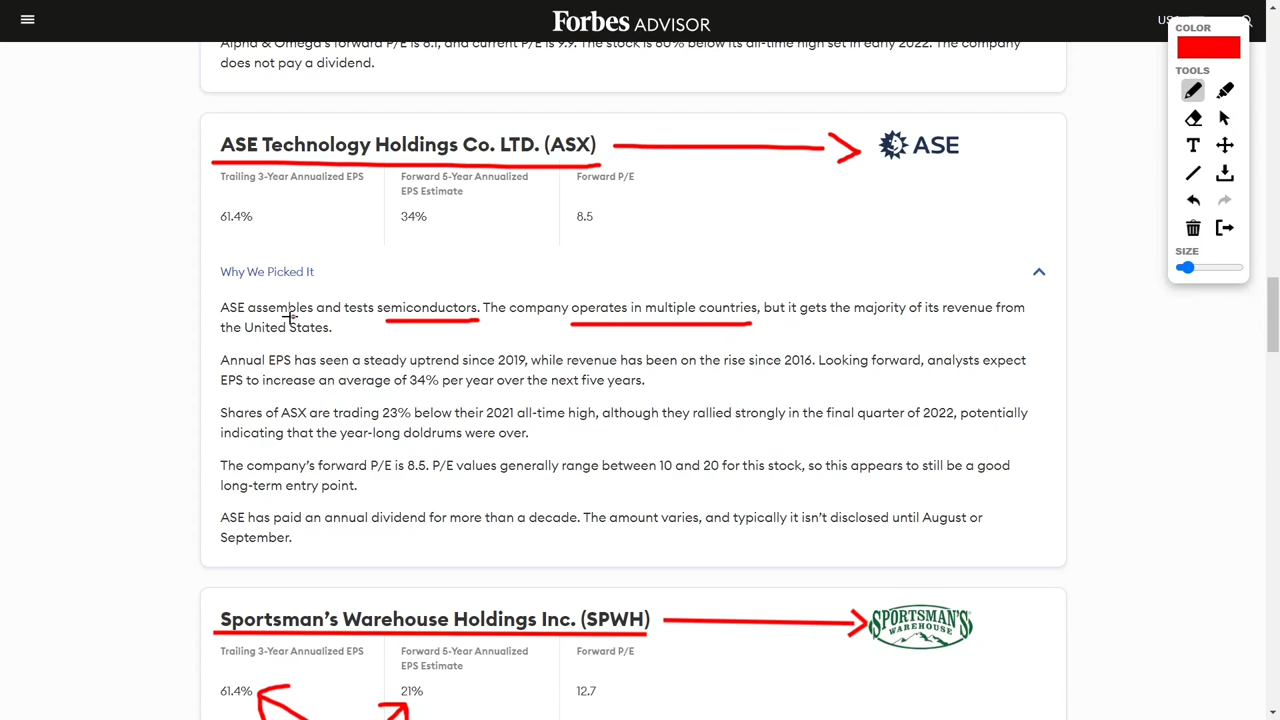 Forbes ADVISOR
US
COLOR
TOOLS
SIZE
Alpha & Omega's forward P/E is 6.1, and current P/E is 9.9. The stock is 60% below its all-time high set in early 2022. The company
does not pay a dividend.
ASE Technology Holdings Co. LTD. (ASX)
ASE
Trailing 3-Year Annualized EPS
61.4%
Forward 5-Year Annualized
EPS Estimate
34%
Forward P/E
8.5
Why We Picked It
ASE assembles and tests semiconductors. The company operates in multiple countries, but it gets the majority of its revenue from
the United States.
Annual EPS has seen a steady uptrend since 2019, while revenue has been on the rise since 2016. Looking forward, analysts expect
EPS to increase an average of 34% per year over the next five years.
Shares of ASX are trading 23% below their 2021 all-time high, although they rallied strongly in the final quarter of 2022, potentially
indicating that the year-long doldrums were over.
The company's forward P/E is 8.5. P/E values generally range between 10 and 20 for this stock, so this appears to still be a good
long-term entry point.
ASE has paid an annual dividend for more than a decade. The amount varies, and typically it isn't disclosed until August or
September.
Sportsman's Warehouse Holdings Inc. (SPWH)
SPORTSMAN'S
WAREHOUSE
Trailing 3-Year Annualized EPS
61.4%
Forward 5-Year Annualized
EPS Estimate
21%
Forward P/E
12.7